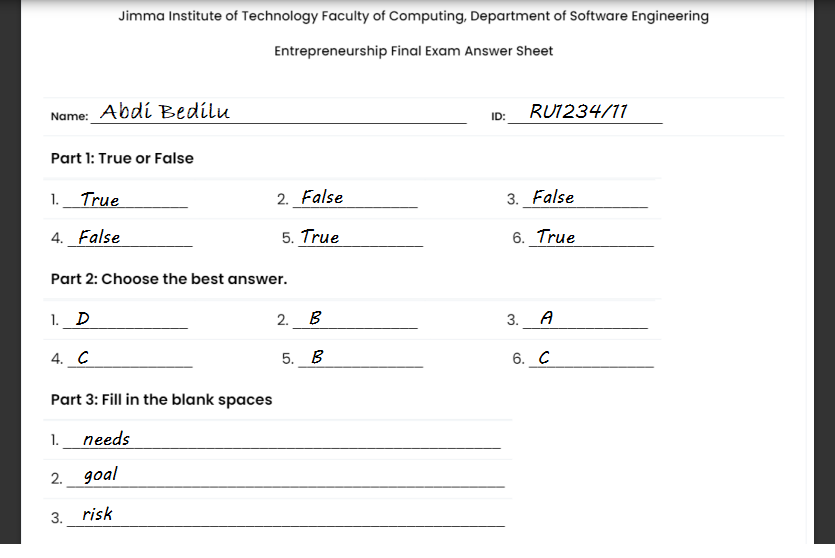 Jimma Institute of Technology Faculty of Computing, Department of Software Engineering
Entrepreneurship Final Exam Answer Sheet
Name: Abdi Bedilu ID: RU1234/11
Part 1: True or False
1. True 2. False 3. False
4. False 5. True 6. True
Part 2: Choose the best answer.
1. D 2. B 3. A
4. C 5. B 6. C
Part 3: Fill in the blank spaces
1. needs
2. goal
3. risk